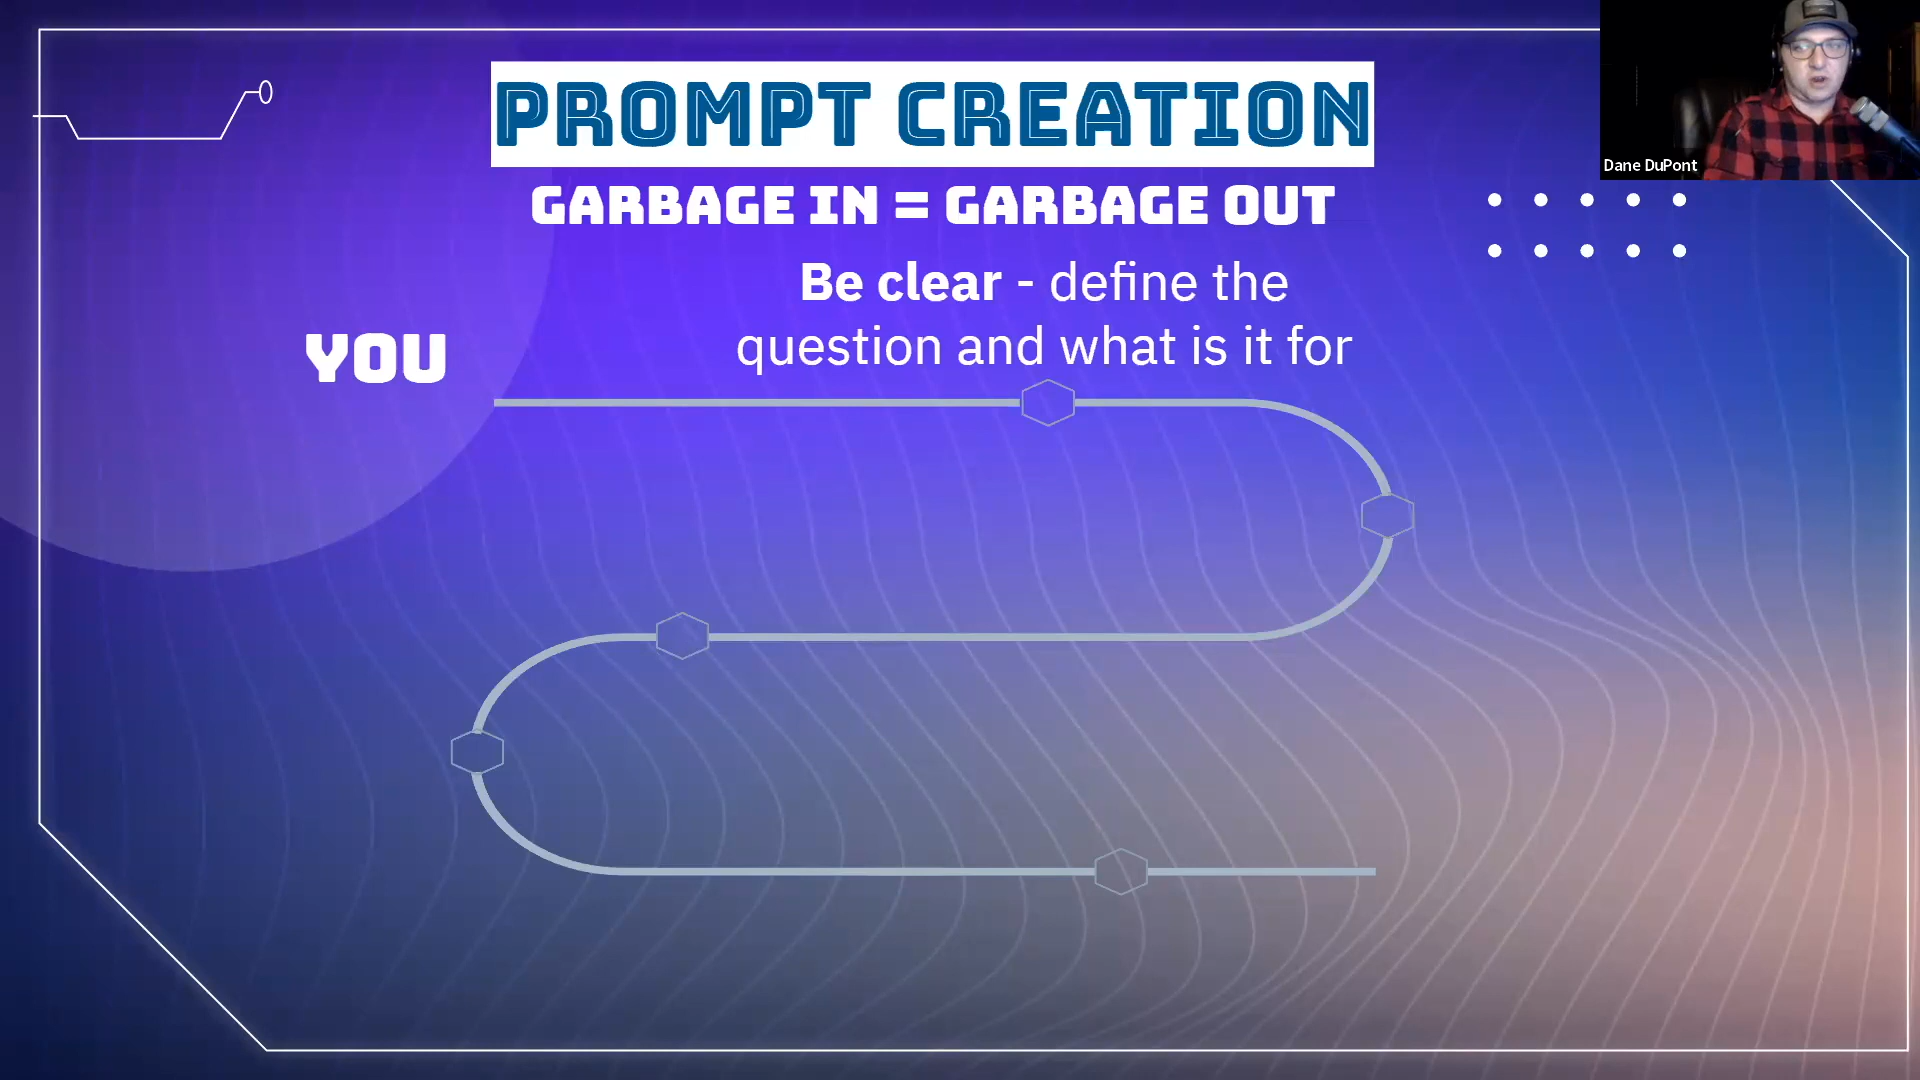 PROMPT CREATION
GARBAGE IN = GARBAGE OUT
Be clear - define the
question and what is it for
YOU
Dane DuPont